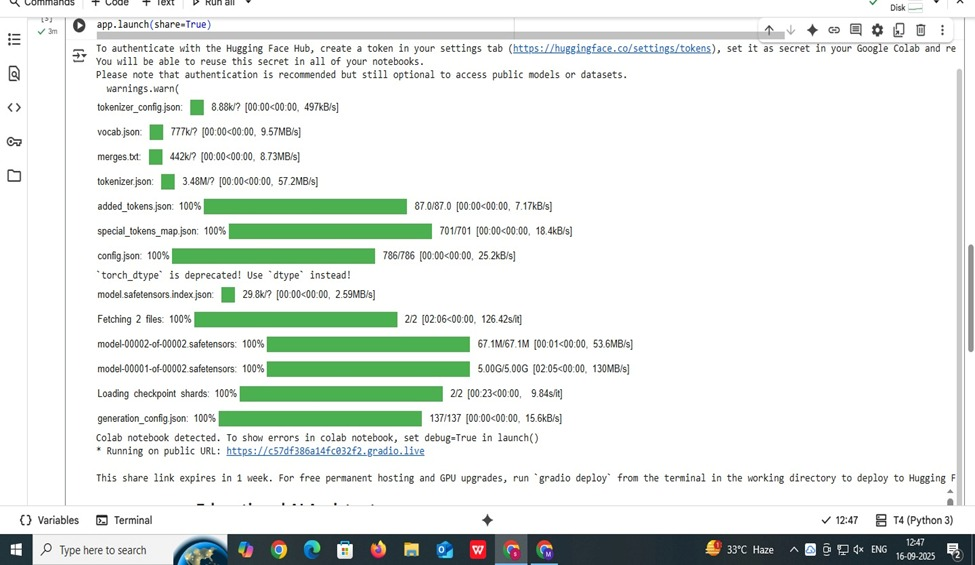 Commands + Code + Text Run all
Disk
[3]
3m
app.launch(share=True)
To authenticate with the Hugging Face Hub, create a token in your settings tab (https://huggingface.co/settings/tokens), set it as secret in your Google Colab and re
You will be able to reuse this secret in all of your notebooks.
Please note that authentication is recommended but still optional to access public models or datasets.
warnings.warn(
tokenizer_config.json: 8.88k/? [00:00<00:00, 497kB/s]
vocab.json: 777k/? [00:00<00:00, 9.57MB/s]
merges.txt: 442k/? [00:00<00:00, 8.73MB/s]
tokenizer.json: 3.48M/? [00:00<00:00, 57.2MB/s]
added_tokens.json: 100% 87.0/87.0 [00:00<00:00, 7.17kB/s]
special_tokens_map.json: 100% 701/701 [00:00<00:00, 18.4kB/s]
config.json: 100% 786/786 [00:00<00:00, 25.2kB/s]
`torch_dtype` is deprecated! Use `dtype` instead!
model.safetensors.index.json: 29.8k/? [00:00<00:00, 2.59MB/s]
Fetching 2 files: 100% 2/2 [02:06<00:00, 126.42s/it]
model-00002-of-00002.safetensors: 100% 67.1M/67.1M [00:01<00:00, 53.6MB/s]
model-00001-of-00002.safetensors: 100% 5.00G/5.00G [02:05<00:00, 130MB/s]
Loading checkpoint shards: 100% 2/2 [00:23<00:00, 9.84s/it]
generation_config.json: 100% 137/137 [00:00<00:00, 15.6kB/s]
Colab notebook detected. To show errors in colab notebook, set debug=True in launch()
* Running on public URL: https://c57df386a14fc032f2.gradio.live
This share link expires in 1 week. For free permanent hosting and GPU upgrades, run `gradio deploy` from the terminal in the working directory to deploy to Hugging F
Variables Terminal 12:47 T4 (Python 3)
Type here to search 33°C Haze ENG 12:47
16-09-2025 2